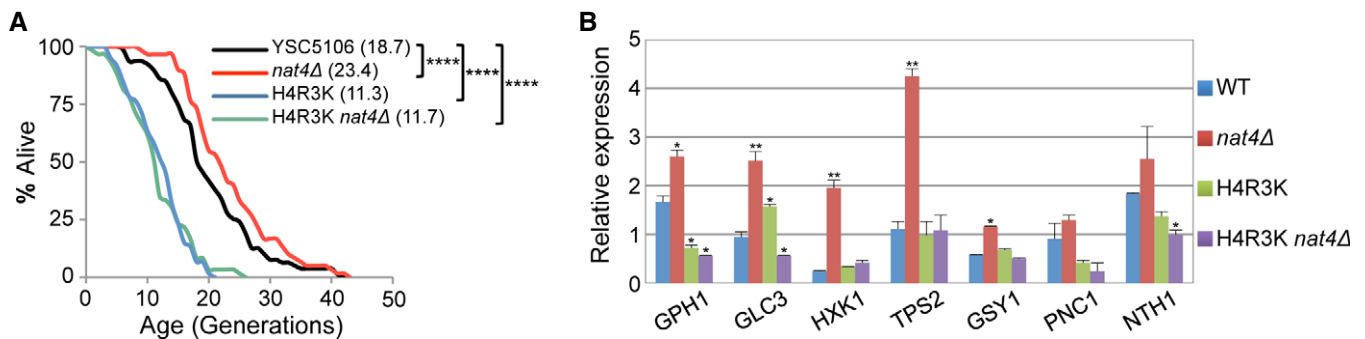 A
YSC5106 (18.7)
nat4Δ (23.4)
H4R3K (11.3)
H4R3K nat4Δ (11.7)
****
****
****
% Alive
100
75
50
25
0
0 10 20 30 40 50
Age (Generations)
B
Relative expression
5
4
3
2
1
0
* * *
** * *
**
**
*
*
GPH1 GLC3 HXK1 TPS2 GSY1 PNC1 NTH1
WT
nat4Δ
H4R3K
H4R3K nat4Δ